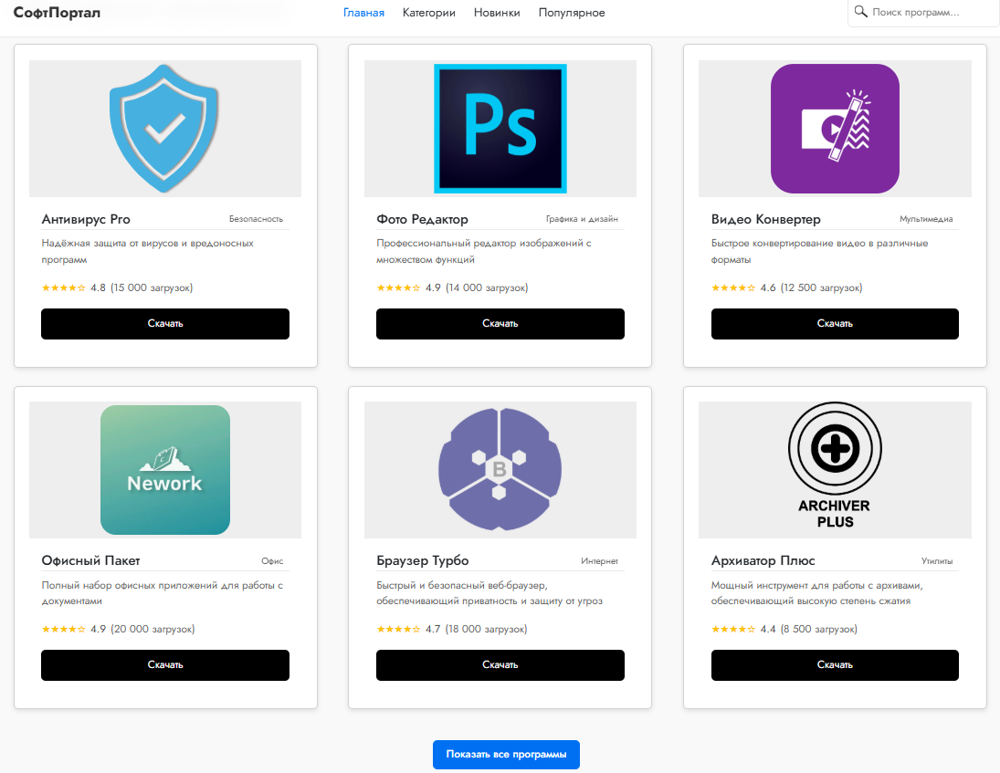 СофтПортал
Главная Категории Новинки Популярное
Поиск программ...
Ps
Антивирус Pro Безопасность
Надёжная защита от вирусов и вредоносных
программ
★★★★☆ 4.8 (15 000 загрузок)
Скачать
Фото Редактор Графика и дизайн
Профессиональный редактор изображений с
множеством функций
★★★★☆ 4.9 (14 000 загрузок)
Скачать
Видео Конвертер Мультимедиа
Быстрое конвертирование видео в различные
форматы
★★★★☆ 4.6 (12 500 загрузок)
Скачать
Nework
Офисный Пакет Офис
Полный набор офисных приложений для работы с
документами
★★★★☆ 4.9 (20 000 загрузок)
Скачать
B
Браузер Турбо Интернет
Быстрый и безопасный веб-браузер,
обеспечивающий приватность и защиту от угроз
★★★★☆ 4.7 (18 000 загрузок)
Скачать
ARCHIVER
PLUS
Архиватор Плюс Утилиты
Мощный инструмент для работы с архивами,
обеспечивающий высокую степень сжатия
★★★★☆ 4.4 (8 500 загрузок)
Скачать
Показать все программы